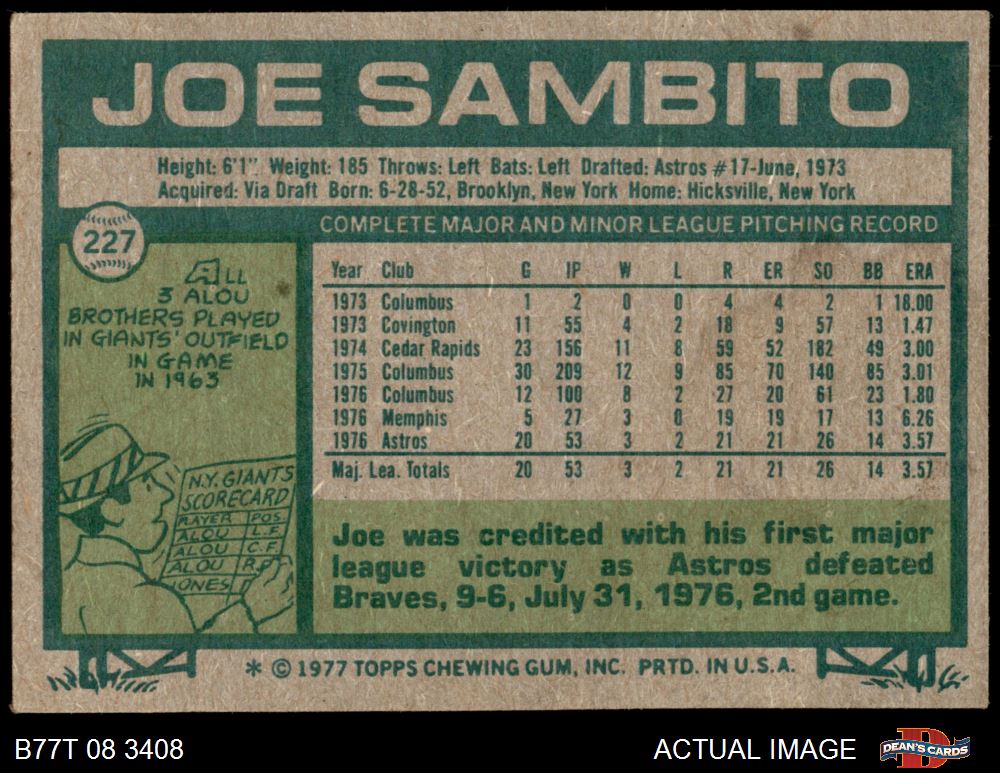 JOE SAMBITO
Height: 6'1" Weight: 185 Throws: Left Bats: Left Drafted: Astros #17-June, 1973
Acquired: Via Draft Born: 6-28-52, Brooklyn, New York Home: Hicksville, New York
227
COMPLETE MAJOR AND MINOR LEAGUE PITCHING RECORD
ALL
3 ALOU
BROTHERS PLAYED
IN GIANTS' OUTFIELD
IN GAME
IN 1963
N.Y. GIANTS
SCORECARD
PLAYER POS
ALOU L.F.
ALOU C.F.
ALOU R.F.
JONES
Year Club G IP W L R ER SO BB ERA
1973 Columbus 1 2 0 0 4 4 2 1 18.00
1973 Covington 11 55 4 2 18 9 57 13 1.47
1974 Cedar Rapids 23 156 11 8 59 52 182 49 3.00
1975 Columbus 30 209 12 9 85 70 140 85 3.01
1976 Columbus 12 100 8 2 27 20 61 23 1.80
1976 Memphis 5 27 3 0 19 19 17 13 6.26
1976 Astros 20 53 3 2 21 21 26 14 3.57
Maj. Lea. Totals 20 53 3 2 21 21 26 14 3.57
Joe was credited with his first major
league victory as Astros defeated
Braves, 9-6, July 31, 1976, 2nd game.
* © 1977 TOPPS CHEWING GUM, INC. PRTD. IN U.S.A.
B77T 08 3408
ACTUAL IMAGE
DEAN'S CARDS